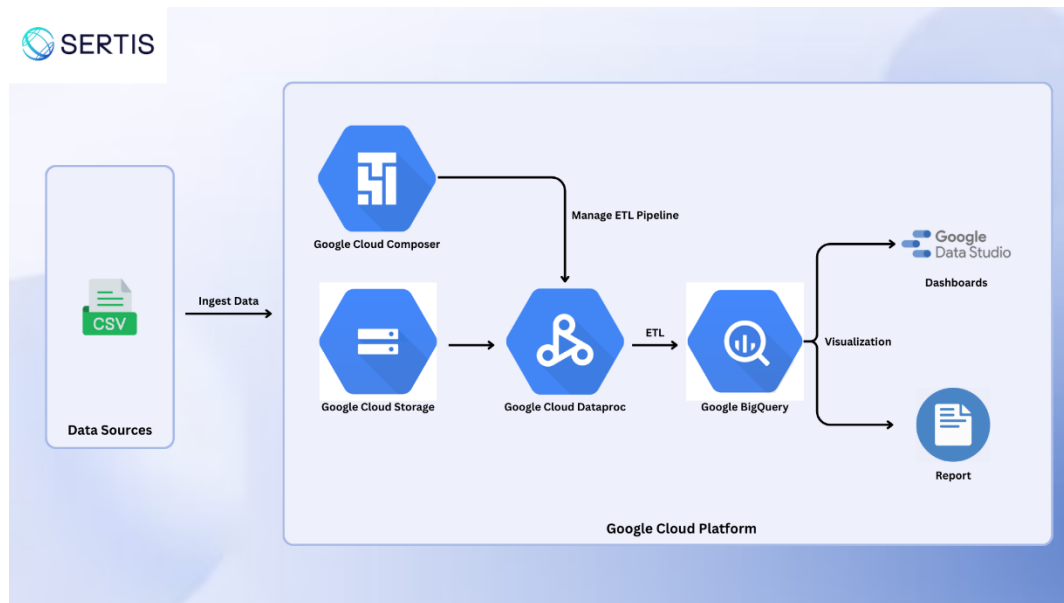 SERTIS
Google Cloud Composer
Manage ETL Pipeline
Google
Data Studio
Dashboards
CSV
Ingest Data
ETL
Visualization
Google Cloud Storage
Google Cloud Dataproc
Google BigQuery
Data Sources
Report
Google Cloud Platform